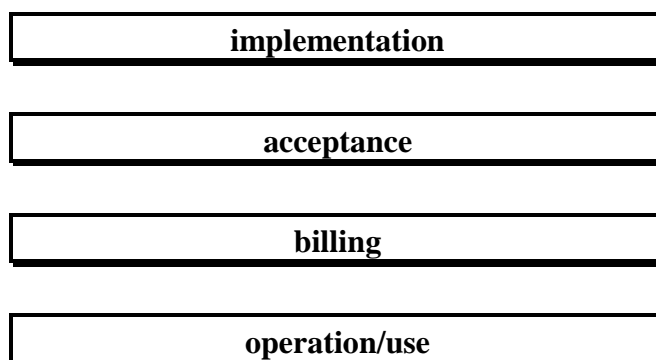 implementation
acceptance
billing
operation/use